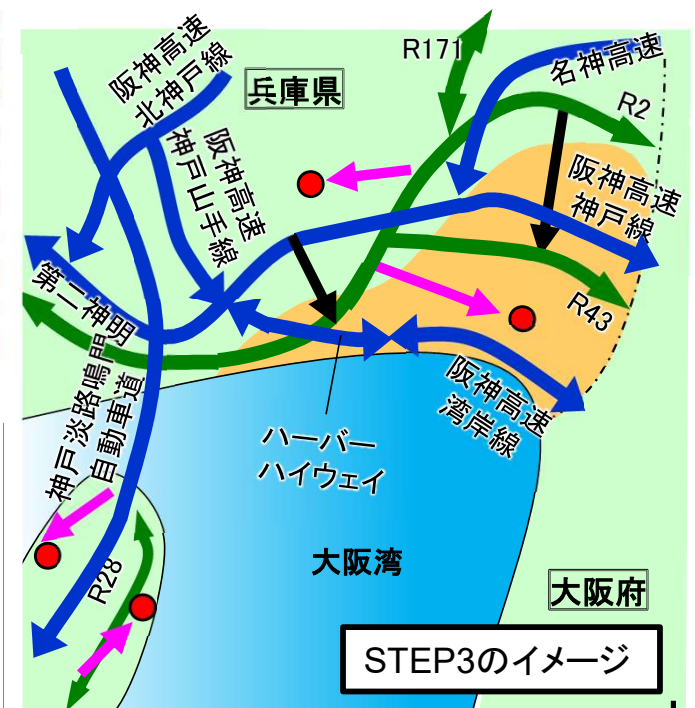 R171
名神高速
阪神高速
北神戸線
兵庫県
R2
阪神高速
神戸山手線
阪神高速
神戸線
第二神明
R43
神戸淡路鳴門
自動車道
阪神高速
湾岸線
ハーバー
ハイウェイ
大阪湾
R28
大阪府
STEP3のイメージ